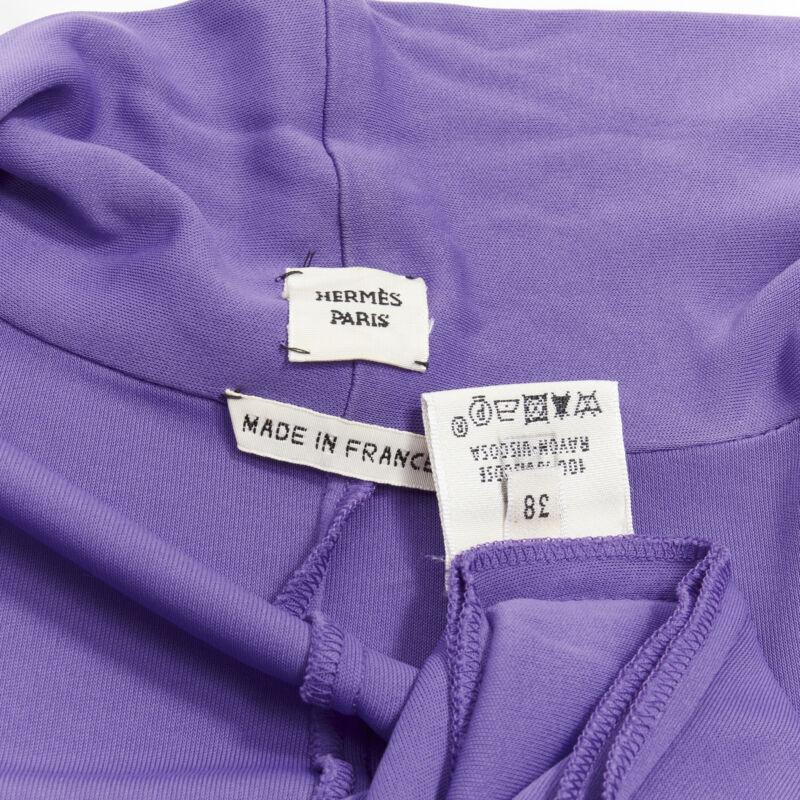 HERMÈS
PARIS
MADE IN FRANCE
38
RAYON-VISCOSA